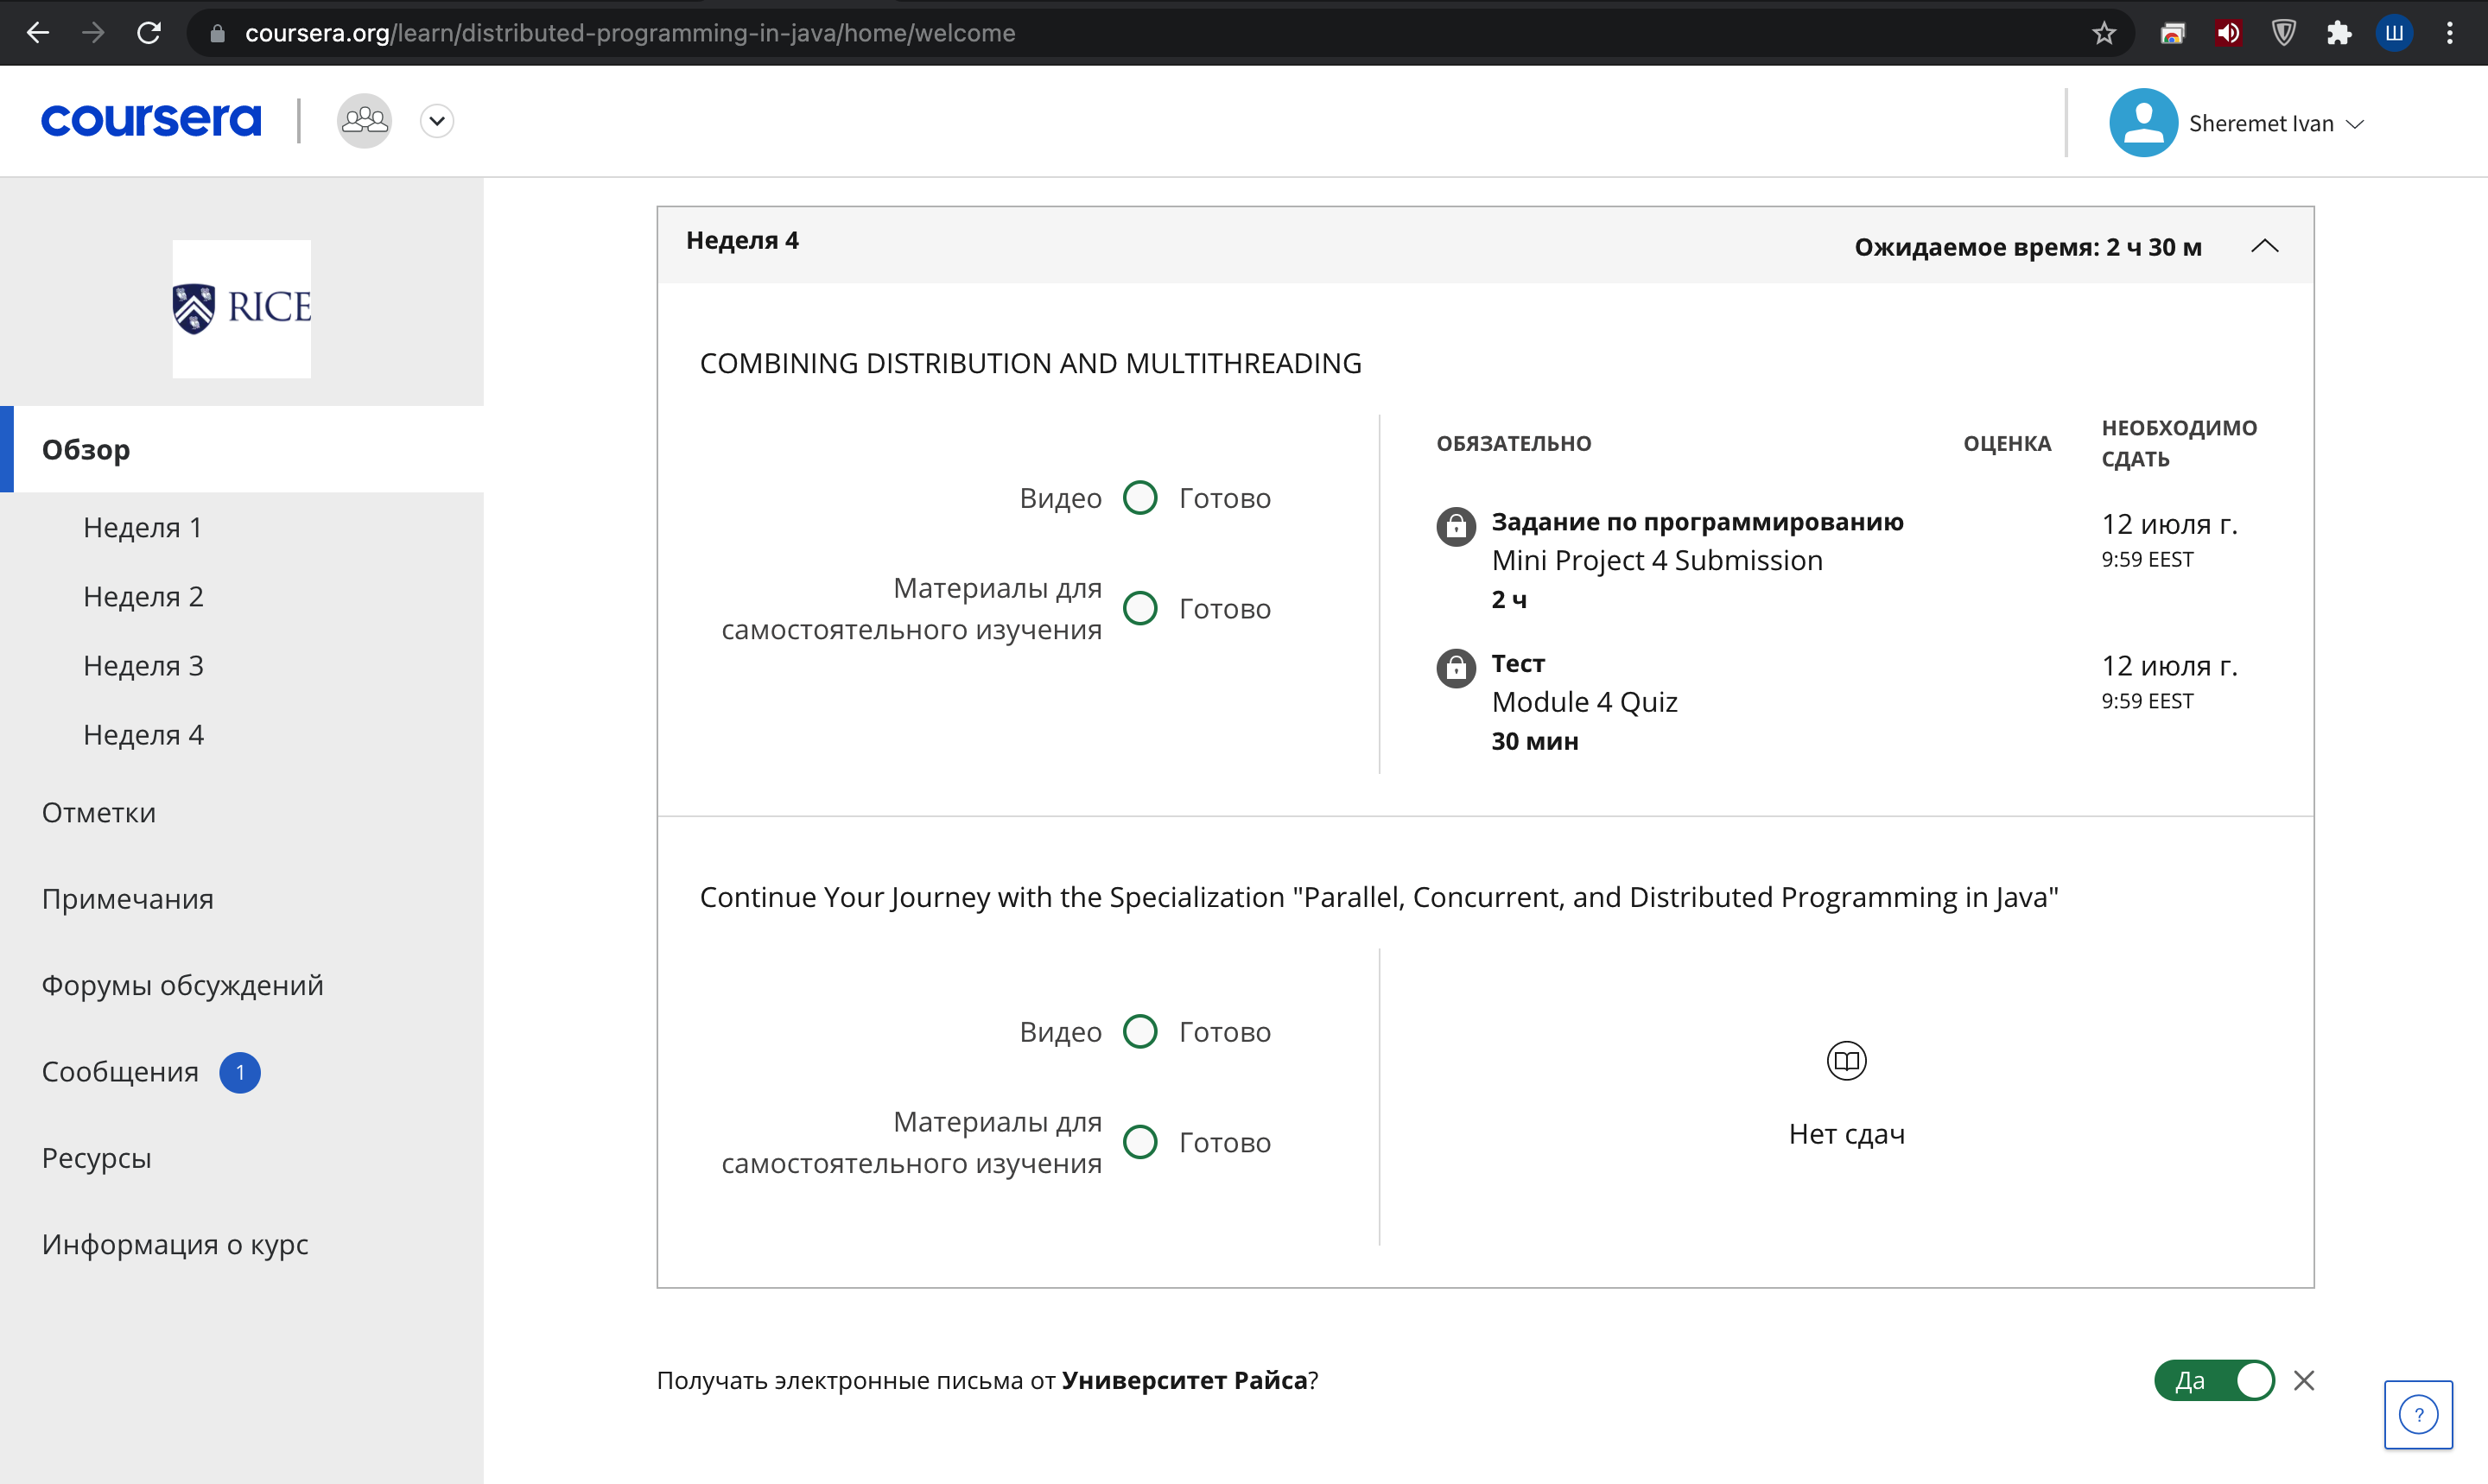 coursera.org/learn/distributed-programming-in-java/home/welcome
Ш
coursera
Sheremet Ivan
RICE
Обзор
Неделя 1
Неделя 2
Неделя 3
Неделя 4
Отметки
Примечания
Форумы обсуждений
Сообщения 1
Ресурсы
Информация о курс
Неделя 4
Ожидаемое время: 2 ч 30 м
COMBINING DISTRIBUTION AND MULTITHREADING
Видео Готово
Материалы для
самостоятельного изучения
Готово
ОБЯЗАТЕЛЬНО
ОЦЕНКА
НЕОБХОДИМО
СДАТЬ
Задание по программированию
Mini Project 4 Submission
2 ч
12 июля г.
9:59 EEST
Тест
Module 4 Quiz
30 мин
12 июля г.
9:59 EEST
Continue Your Journey with the Specialization "Parallel, Concurrent, and Distributed Programming in Java"
Видео Готово
Материалы для
самостоятельного изучения
Готово
Нет сдач
Получать электронные письма от Университет Райса?
Да
?